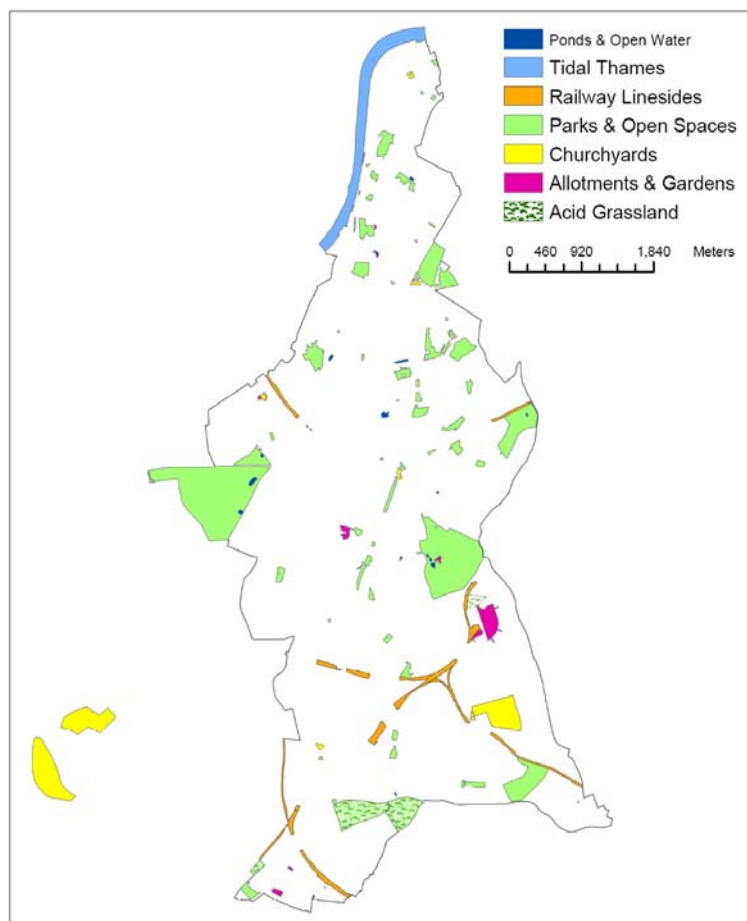 Ponds & Open Water
Tidal Thames
Railway Linesides
Parks & Open Spaces
Churchyards
Allotments & Gardens
Acid Grassland
0 460 920 1,840 Meters